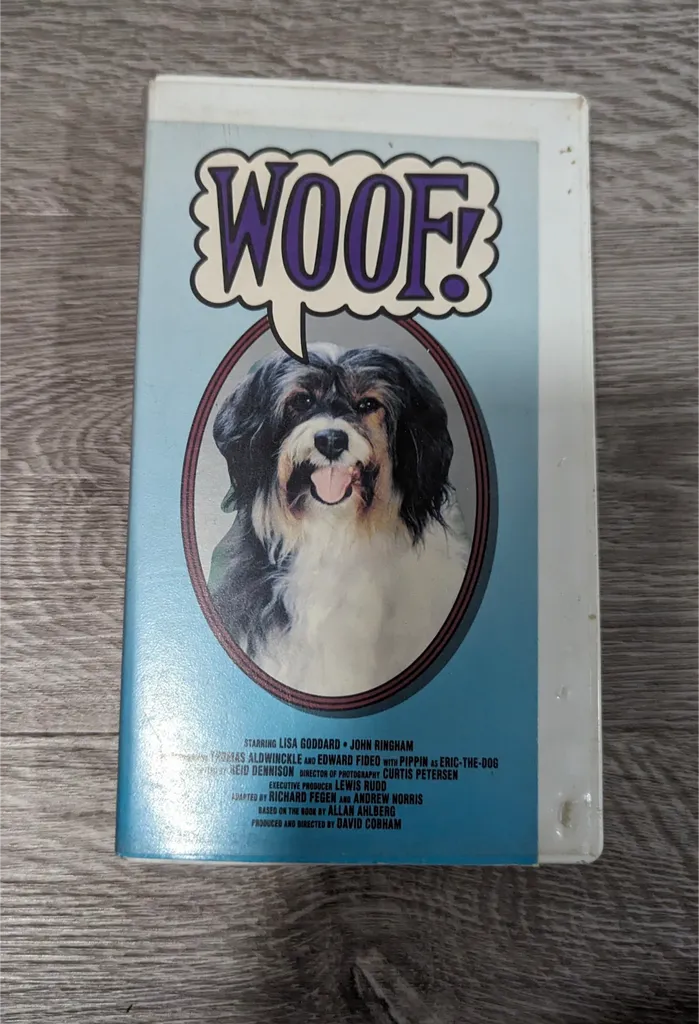 WOOF!
STARRING LISA GODDARD • JOHN RINGHAM
THOMAS ALDWINCKLE AND EDWARD FIDEO WITH PIPPIN AS ERIC-THE-DOG
BY REID DENNISON DIRECTOR OF PHOTOGRAPHY CURTIS PETERSEN
EXECUTIVE PRODUCER LEWIS RUDD
ADAPTED BY RICHARD FEGEN AND ANDREW NORRIS
BASED ON THE BOOK BY ALLAN AHLBERG
PRODUCED AND DIRECTED BY DAVID COBHAM